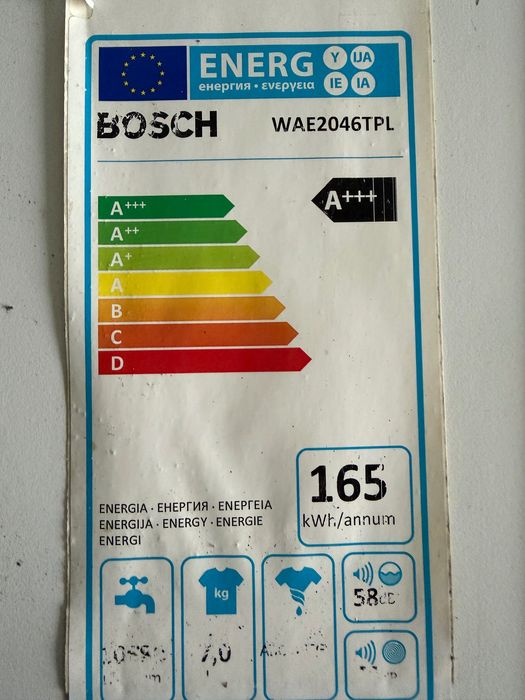 ENERG Y IJA
енергия · ενεργεια IE IA
BOSCH WAE2046TPL
A+++ A+++
A++
A+
A
B
C
D
165
kWh/annum
ENERGIA · ЕНЕРГИЯ · ΕΝΕΡΓΕΙΑ
ENERGIJA · ENERGY · ENERGIE
ENERGI
kg
58dB
7,0